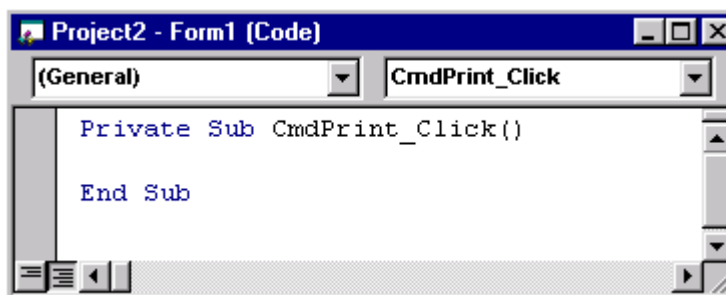 Project2 - Form1 (Code)
(General) CmdPrint_Click
Private Sub CmdPrint_Click()
End Sub